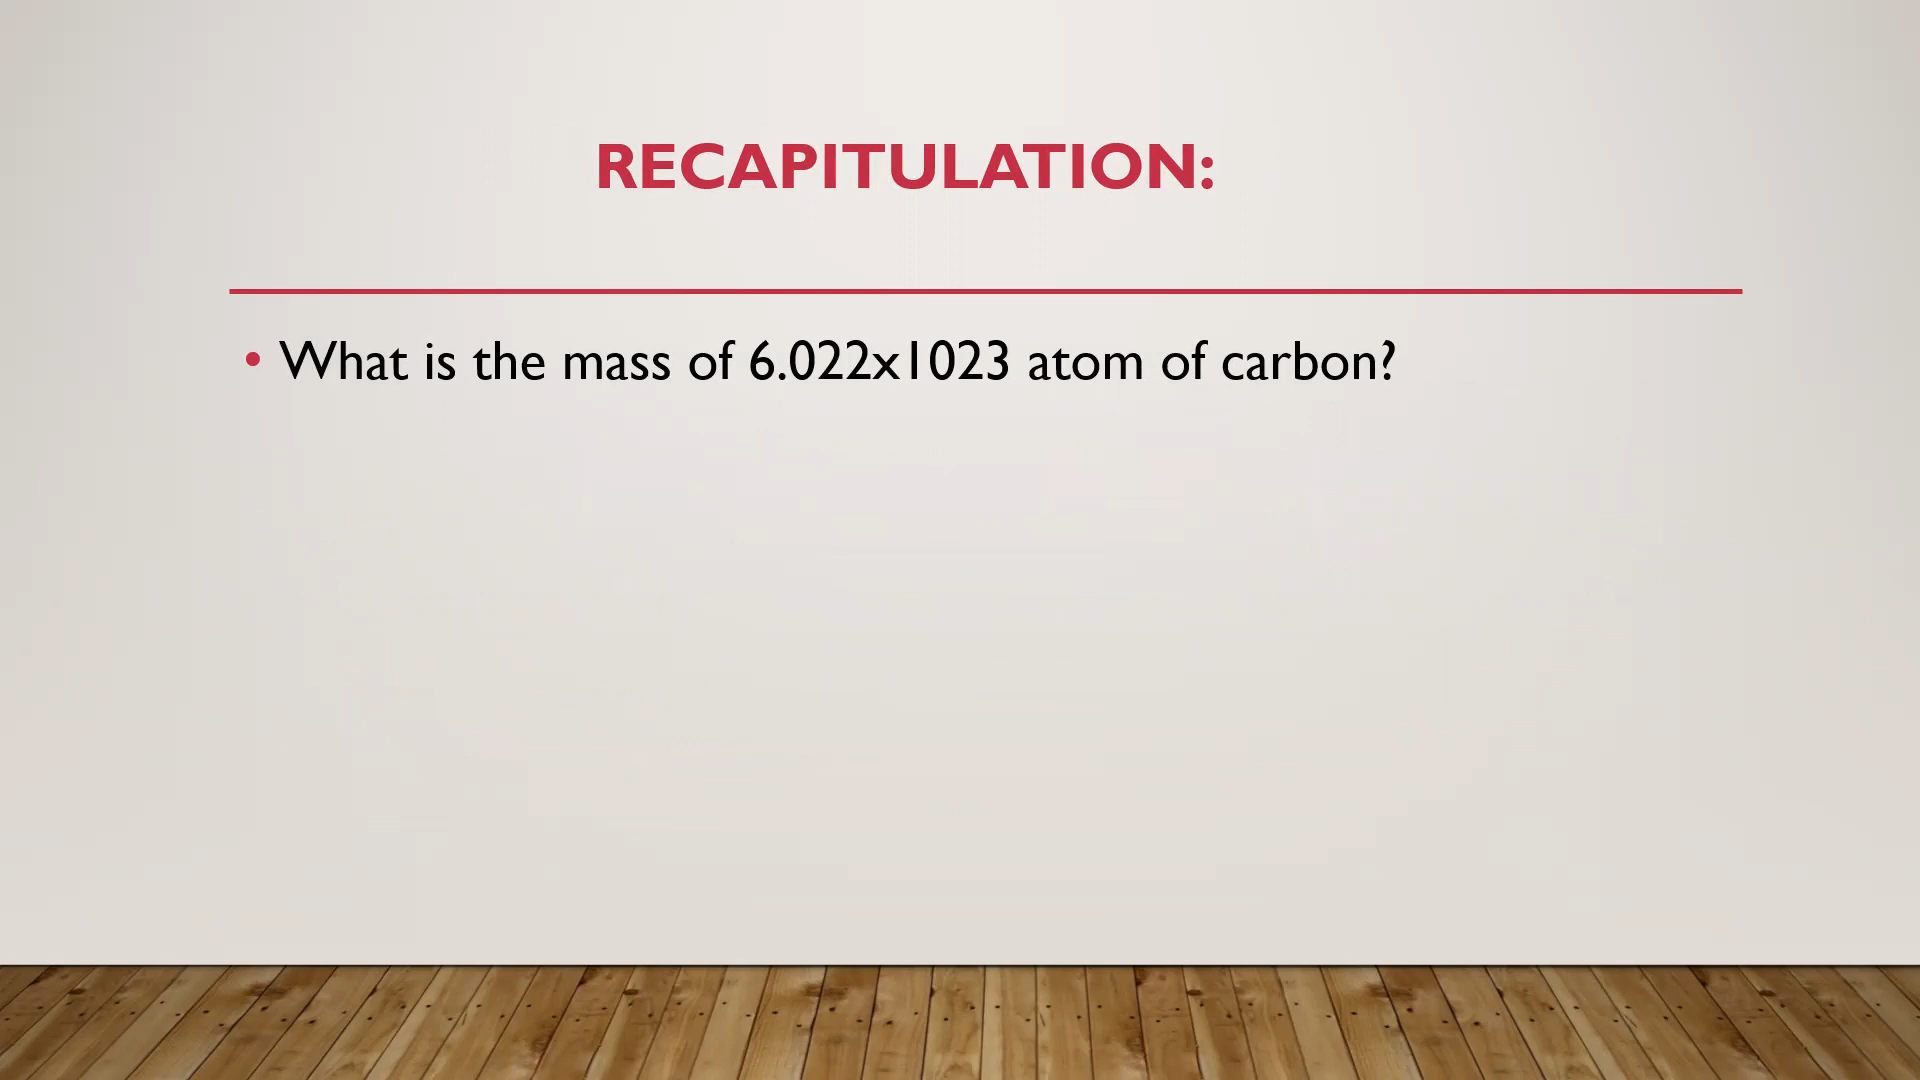 RECAPITULATION:
• What is the mass of 6.022x1023 atom of carbon?